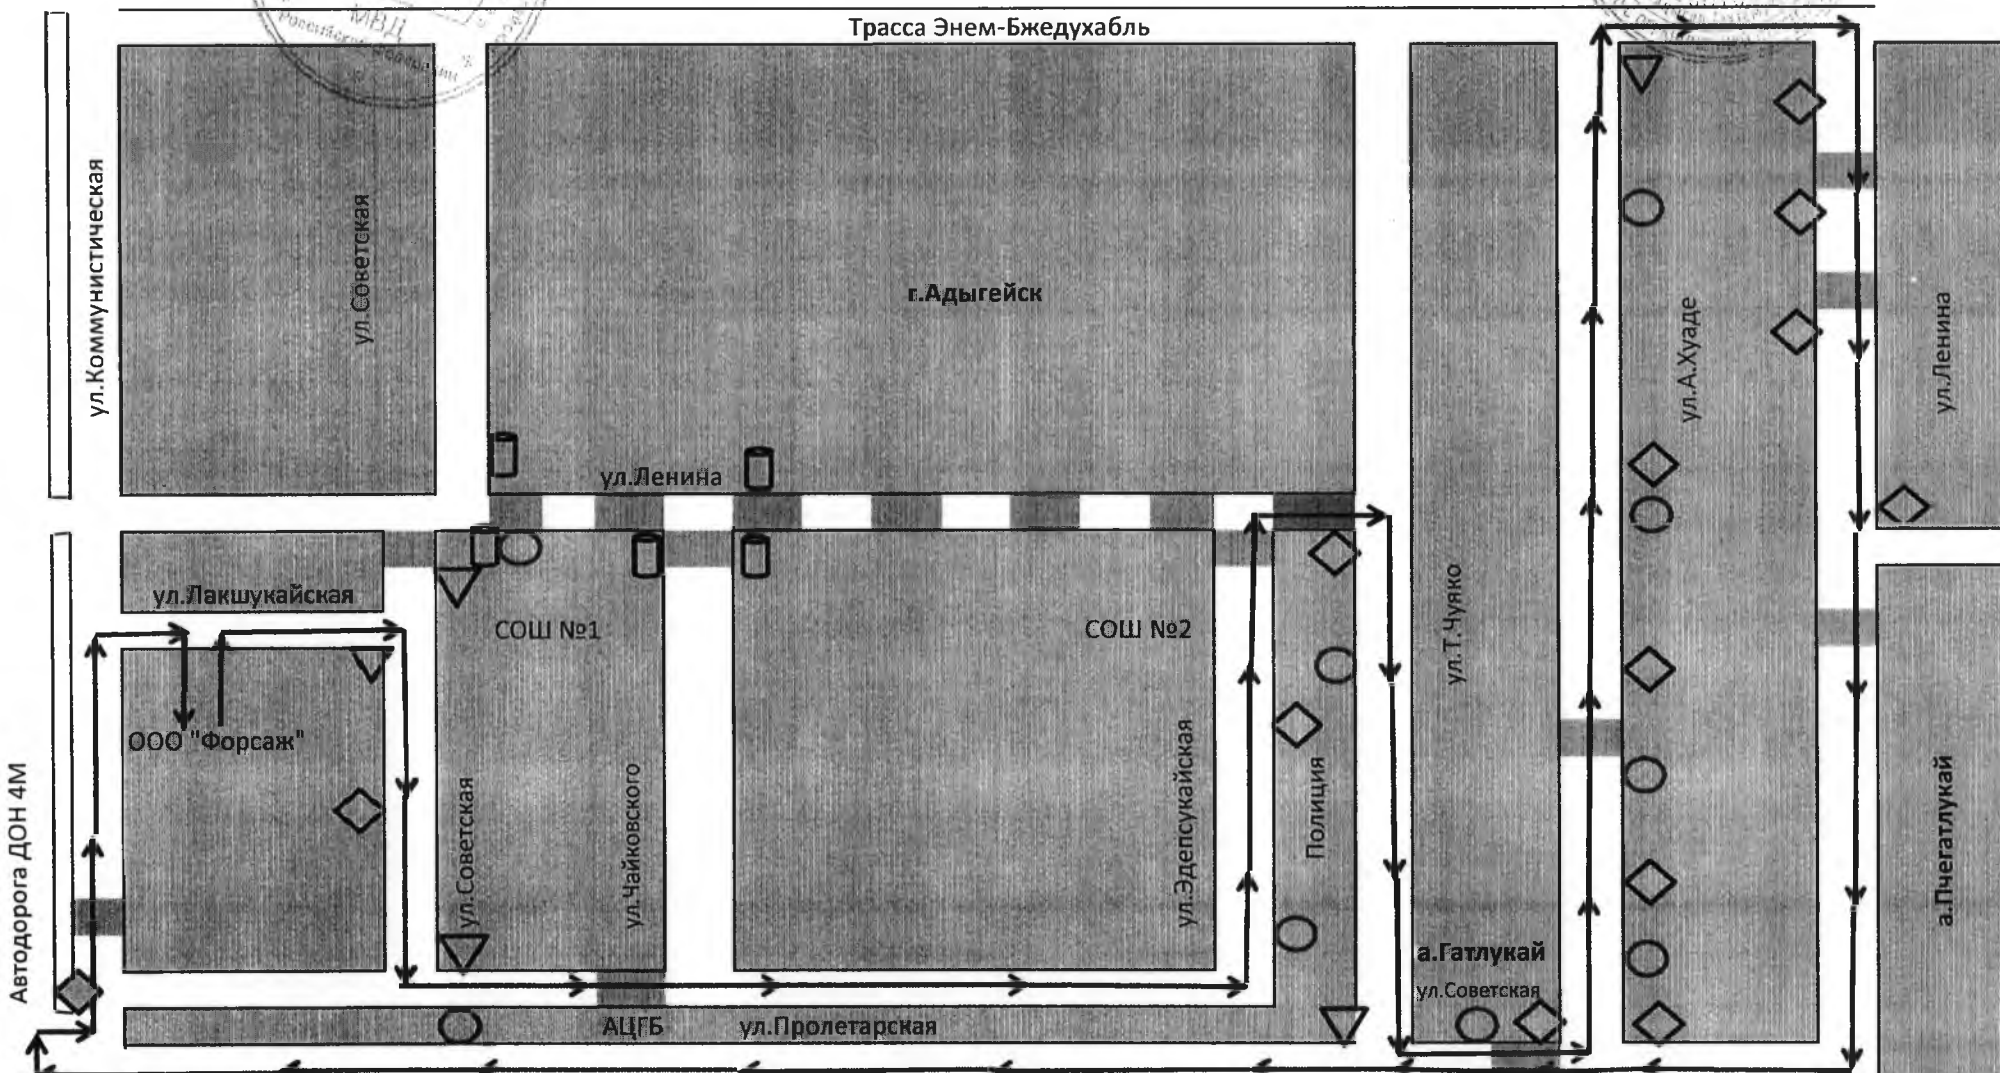 МВД
Трасса Энем-Бжедухабль
ул.Коммунистическая
ул.Советская
г.Адыгейск
ул.А.Хуаде
ул.Ленина
ул.Ленина
ул.Лакшукайская
СОШ №1
СОШ №2
ул.Т.Чуяко
ООО "Форсаж"
Автодорога ДОН 4М
ул.Советская
ул.Чайковского
ул.Эдепсукайская
Полиция
а.Пчегатлукай
а.Гатлукай
ул.Советская
АЦГБ
ул.Пролетарская